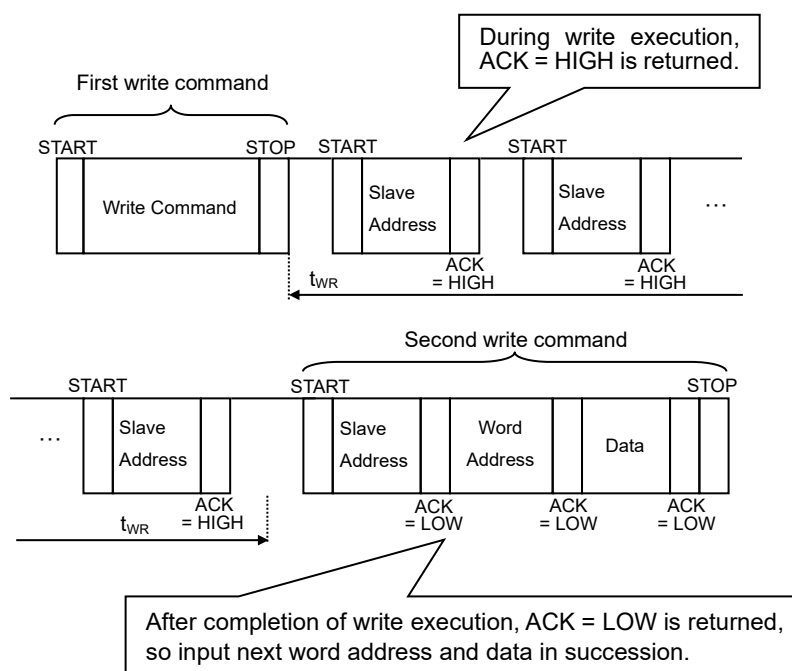 During write execution,
ACK = HIGH is returned.
First write command
START
STOP
START
START
Write Command
Slave
Address
Slave
Address
…
ACK
= HIGH
ACK
= HIGH
tWR
Second write command
START
START
STOP
…
Slave
Address
Slave
Address
Word
Address
Data
ACK
= HIGH
ACK
= LOW
ACK
= LOW
ACK
= LOW
tWR
After completion of write execution, ACK = LOW is returned,
so input next word address and data in succession.